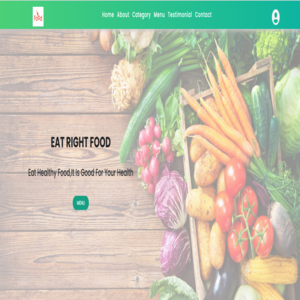 Food
Home About Category Menu Testimonial Contact
EAT RIGHT FOOD
Eat Healthy Food,It Is Good For Your Health
MENU